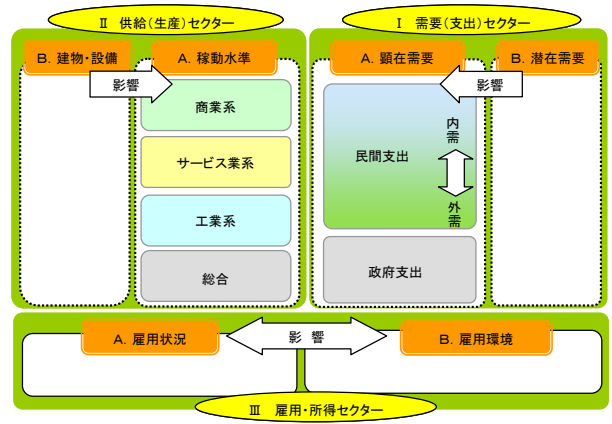 Ⅱ 供給(生産)セクター
Ⅰ 需要(支出)セクター
B. 建物・設備
A. 稼動水準
A. 顕在需要
B. 潜在需要
影響
影響
商業系
サービス業系
工業系
総合
民間支出
内需
外需
政府支出
A. 雇用状況
影 響
B. 雇用環境
Ⅲ 雇用・所得セクター